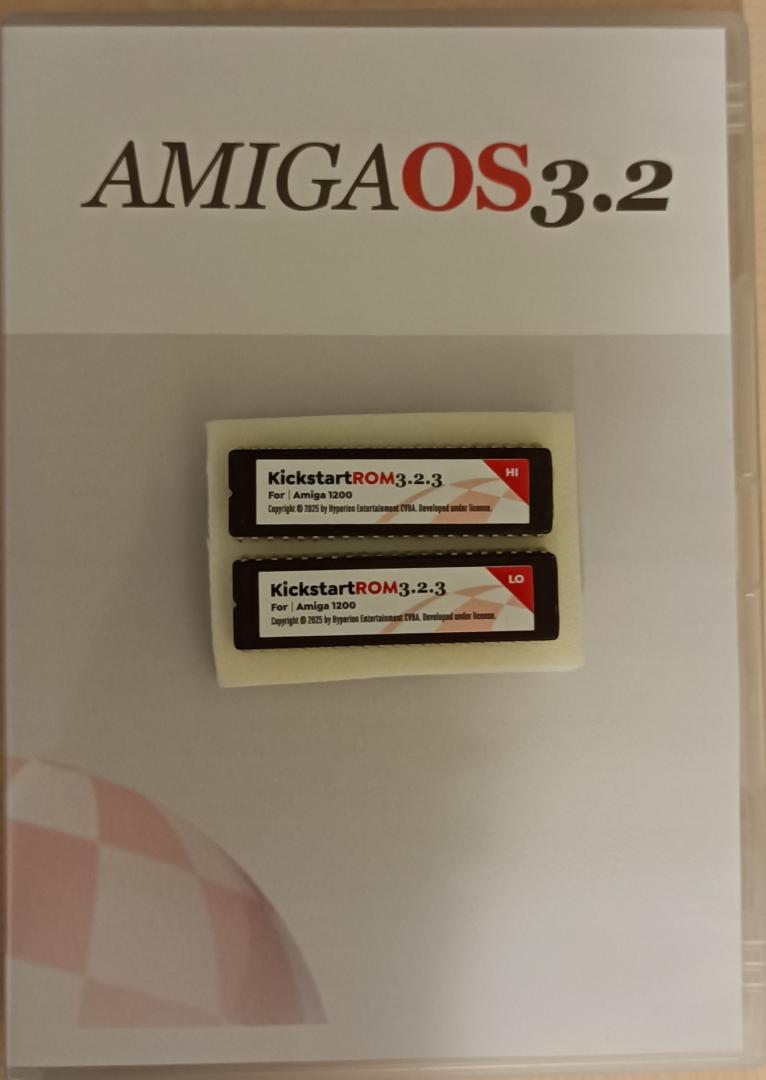 AMIGAOS3.2
KickstartROM3.2.3
HI
For | Amiga 1200
Copyright © 2025 by Hyperion Entertainment CVBA. Developed under license.
KickstartROM3.2.3
LO
For | Amiga 1200
Copyright © 2025 by Hyperion Entertainment CVBA. Developed under license.